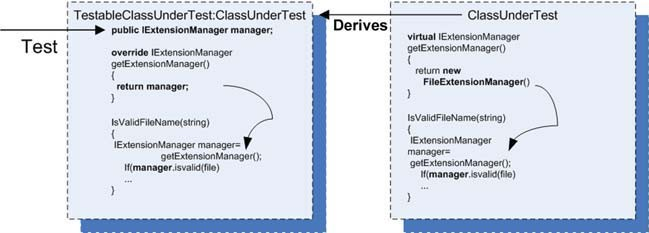 Test
TestableClassUnderTest:ClassUnderTest
public IExtensionManager manager;
override IExtensionManager
getExtensionManager()
{
return manager;
}
IsValidFileName(string)
{
IExtensionManager manager=
getExtensionManager();
If(manager.isvalid(file)
...
}
Derives
ClassUnderTest
virtual IExtensionManager
getExtensionManager()
{
return new
FileExtensionManager()
}
IsValidFileName(string)
{
IExtensionManager
manager=
getExtensionManager();
If(manager.isvalid(file)
...
}